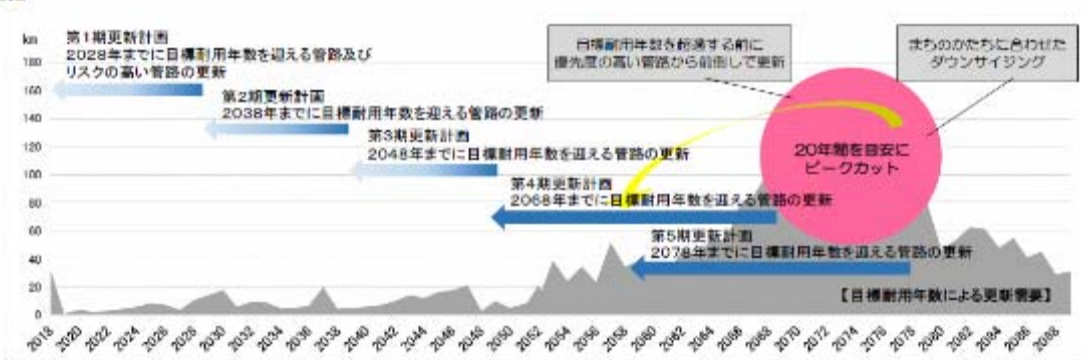 km
第1期更新計画
2028年までに目標耐用年数を迎える管路及び
リスクの高い管路の更新
目標耐用年数を超過する前に
優先度の高い管路から前倒しで更新
まちのかたちに合わせた
ダウンサイジング
第2期更新計画
2038年までに目標耐用年数を迎える管路の更新
第3期更新計画
2048年までに目標耐用年数を迎える管路の更新
20年間を目安に
ピークカット
第4期更新計画
2068年までに目標耐用年数を迎える管路の更新
第5期更新計画
2078年までに目標耐用年数を迎える管路の更新
【目標耐用年数による更新需要】
180
160
140
120
100
80
60
40
20
0
2018 2020 2022 2024 2026 2028 2030 2032 2034 2036 2038 2040 2042 2044 2046 2048 2050 2052 2054 2056 2058 2060 2062 2064 2066 2068 2070 2072 2074 2076 2078 2080 2082 2084 2086 2088